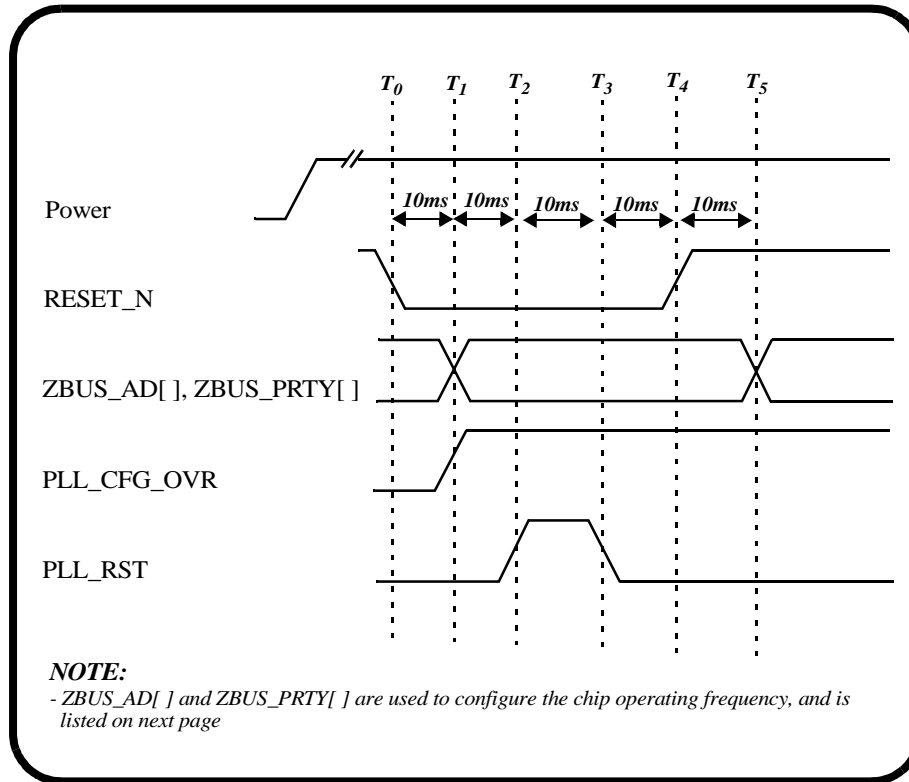 T0 T1 T2 T3 T4 T5
Power
10ms 10ms 10ms 10ms 10ms
RESET_N
ZBUS_AD[ ], ZBUS_PRTY[ ]
PLL_CFG_OVR
PLL_RST
NOTE:
- ZBUS_AD[ ] and ZBUS_PRTY[ ] are used to configure the chip operating frequency, and is
listed on next page